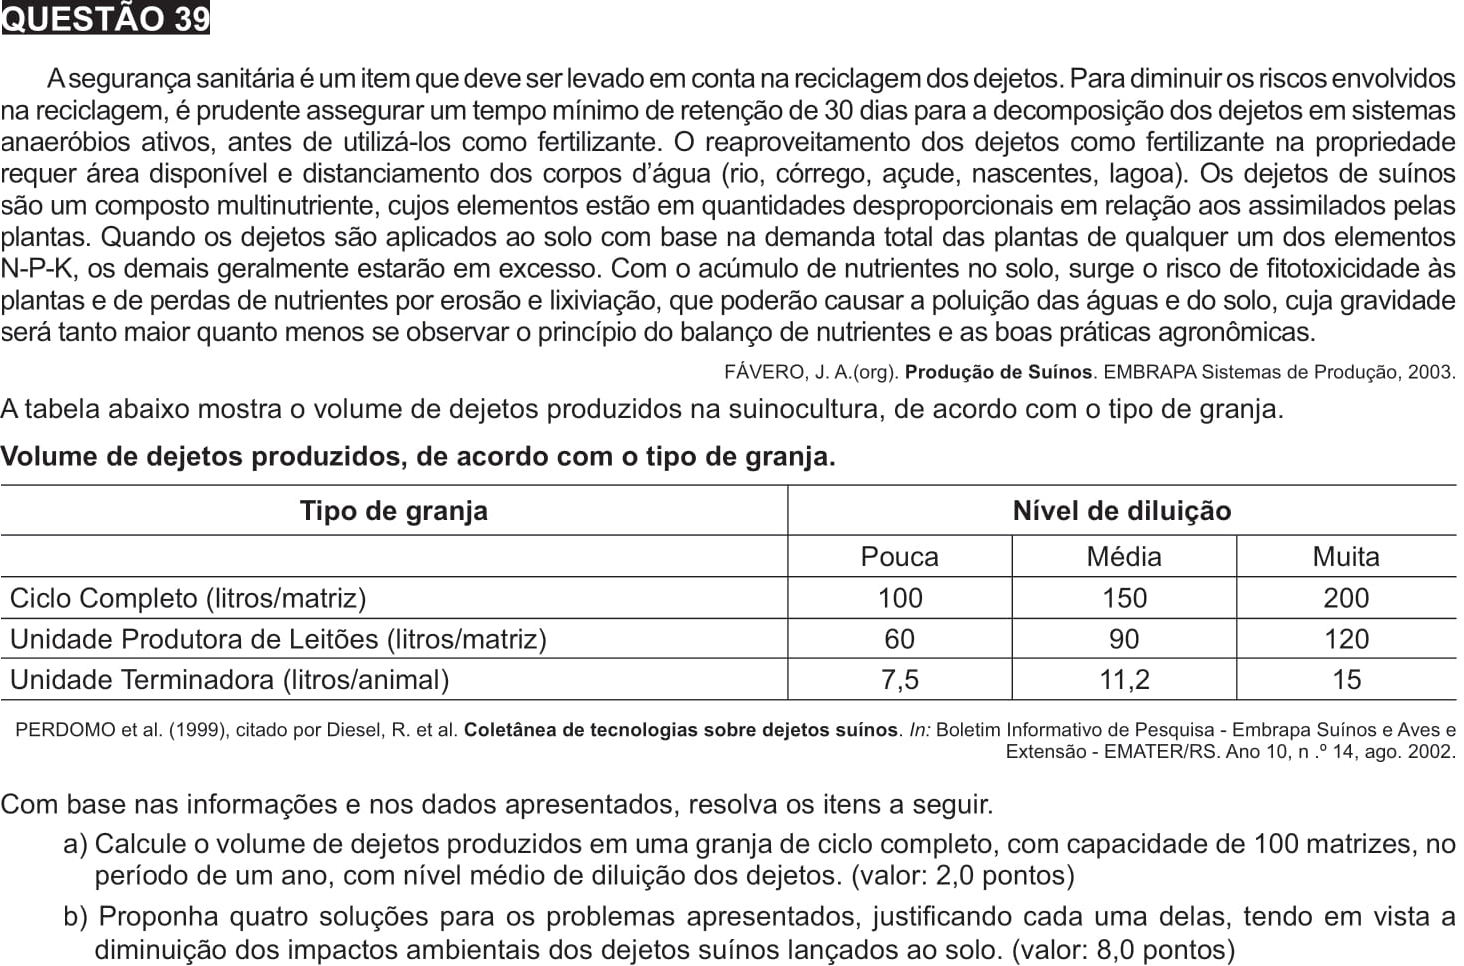 QUESTÃO 39
A segurança sanitária é um item que deve ser levado em conta na reciclagem dos dejetos. Para diminuir os riscos envolvidos
na reciclagem, é prudente assegurar um tempo mínimo de retenção de 30 dias para a decomposição dos dejetos em sistemas
anaeróbios ativos, antes de utilizá-los como fertilizante. O reaproveitamento dos dejetos como fertilizante na propriedade
requer área disponível e distanciamento dos corpos d'água (rio, córrego, açude, nascentes, lagoa). Os dejetos de suínos
são um composto multinutriente, cujos elementos estão em quantidades desproporcionais em relação aos assimilados pelas
plantas. Quando os dejetos são aplicados ao solo com base na demanda total das plantas de qualquer um dos elementos
N-P-K, os demais geralmente estarão em excesso. Com o acúmulo de nutrientes no solo, surge o risco de fitotoxicidade às
plantas e de perdas de nutrientes por erosão e lixiviação, que poderão causar a poluição das águas e do solo, cuja gravidade
será tanto maior quanto menos se observar o princípio do balanço de nutrientes e as boas práticas agronômicas.
FÁVERO, J. A.(org). Produção de Suínos. EMBRAPA Sistemas de Produção, 2003.
A tabela abaixo mostra o volume de dejetos produzidos na suinocultura, de acordo com o tipo de granja.
Volume de dejetos produzidos, de acordo com o tipo de granja.
Tipo de granja Nível de diluição
Pouca Média Muita
Ciclo Completo (litros/matriz) 100 150 200
Unidade Produtora de Leitões (litros/matriz) 60 90 120
Unidade Terminadora (litros/animal) 7,5 11,2 15
PERDOMO et al. (1999), citado por Diesel, R. et al. Coletânea de tecnologias sobre dejetos suínos. In: Boletim Informativo de Pesquisa - Embrapa Suínos e Aves e
Extensão - EMATER/RS. Ano 10, n .º 14, ago. 2002.
Com base nas informações e nos dados apresentados, resolva os itens a seguir.
a) Calcule o volume de dejetos produzidos em uma granja de ciclo completo, com capacidade de 100 matrizes, no
período de um ano, com nível médio de diluição dos dejetos. (valor: 2,0 pontos)
b) Proponha quatro soluções para os problemas apresentados, justificando cada uma delas, tendo em vista a
diminuição dos impactos ambientais dos dejetos suínos lançados ao solo. (valor: 8,0 pontos)